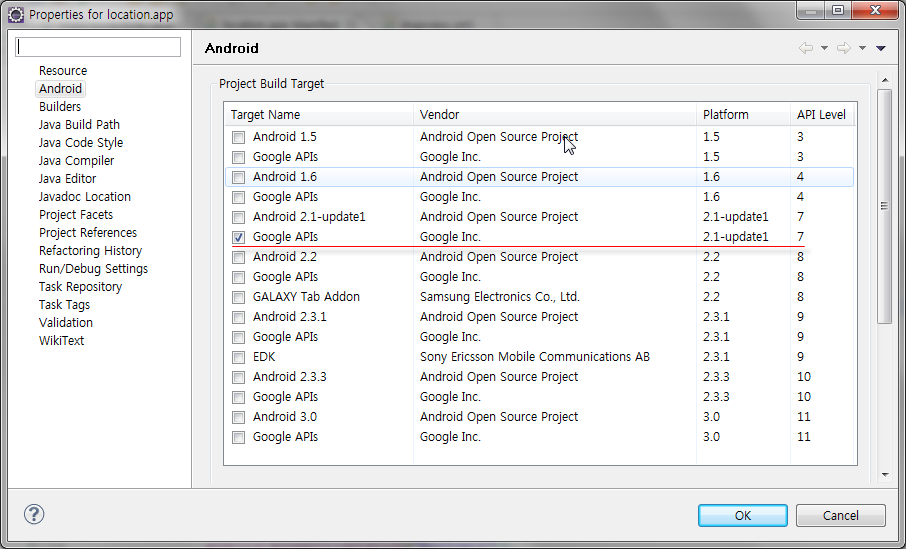 Properties for location.app
Resource
Android
Builders
Java Build Path
Java Code Style
Java Compiler
Java Editor
Javadoc Location
Project Facets
Project References
Refactoring History
Run/Debug Settings
Task Repository
Task Tags
Validation
WikiText
Android
Project Build Target
Target Name Vendor Platform API Level
Android 1.5 Android Open Source Project 1.5 3
Google APIs Google Inc. 1.5 3
Android 1.6 Android Open Source Project 1.6 4
Google APIs Google Inc. 1.6 4
Android 2.1-update1 Android Open Source Project 2.1-update1 7
Google APIs Google Inc. 2.1-update1 7
Android 2.2 Android Open Source Project 2.2 8
Google APIs Google Inc. 2.2 8
GALAXY Tab Addon Samsung Electronics Co., Ltd. 2.2 8
Android 2.3.1 Android Open Source Project 2.3.1 9
Google APIs Google Inc. 2.3.1 9
EDK Sony Ericsson Mobile Communications AB 2.3.1 9
Android 2.3.3 Android Open Source Project 2.3.3 10
Google APIs Google Inc. 2.3.3 10
Android 3.0 Android Open Source Project 3.0 11
Google APIs Google Inc. 3.0 11
?
OK Cancel